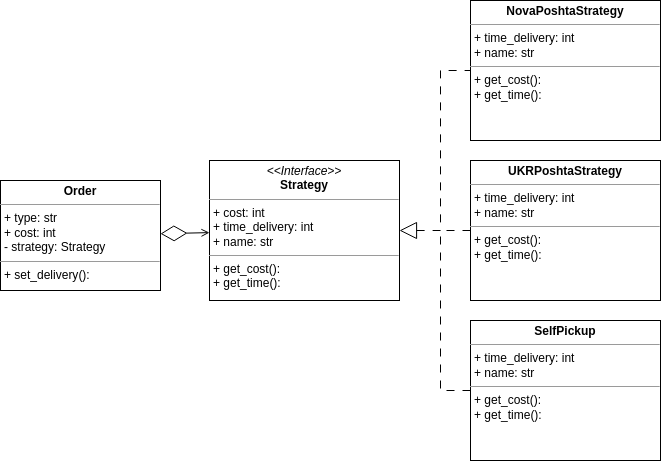 Order
+ type: str
+ cost: int
- strategy: Strategy
+ set_delivery():
<<Interface>>
Strategy
+ cost: int
+ time_delivery: int
+ name: str
+ get_cost():
+ get_time():
NovaPoshtaStrategy
+ time_delivery: int
+ name: str
+ get_cost():
+ get_time():
UKRPoshtaStrategy
+ time_delivery: int
+ name: str
+ get_cost():
+ get_time():
SelfPickup
+ time_delivery: int
+ name: str
+ get_cost():
+ get_time():